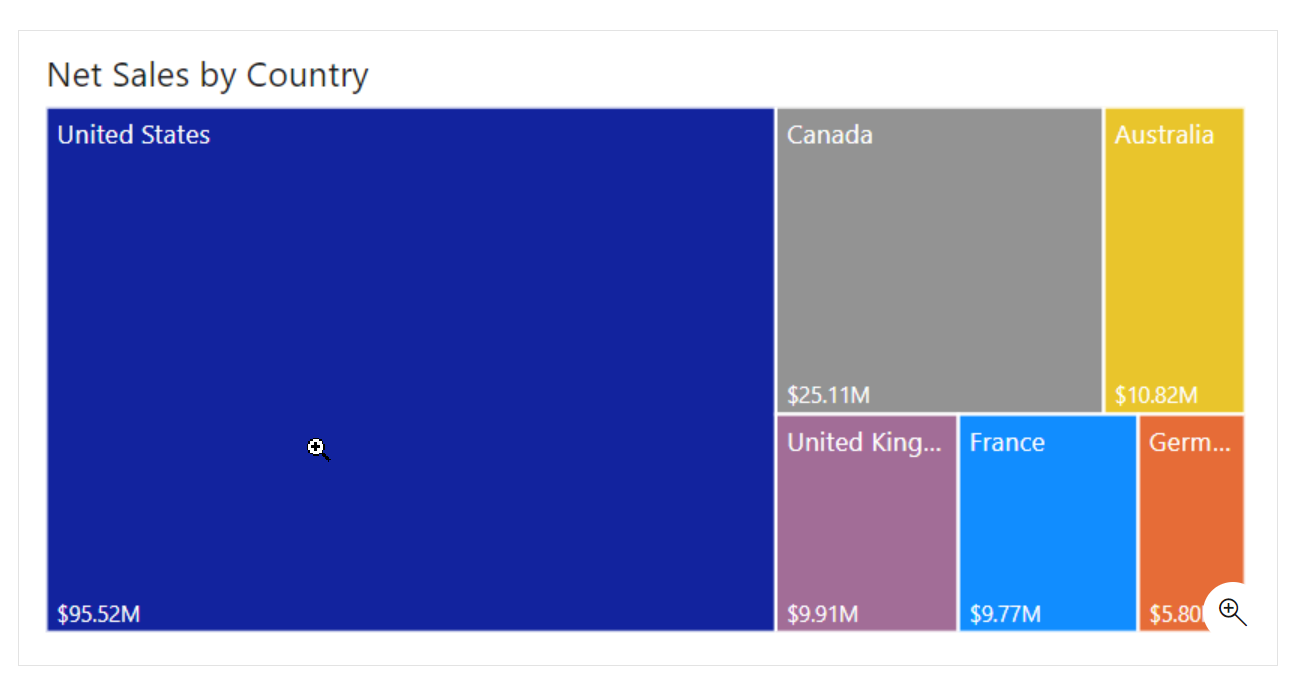 Net Sales by Country
United States
$95.52M
Canada
$25.11M
Australia
$10.82M
United King...
$9.91M
France
$9.77M
Germ...
$5.80